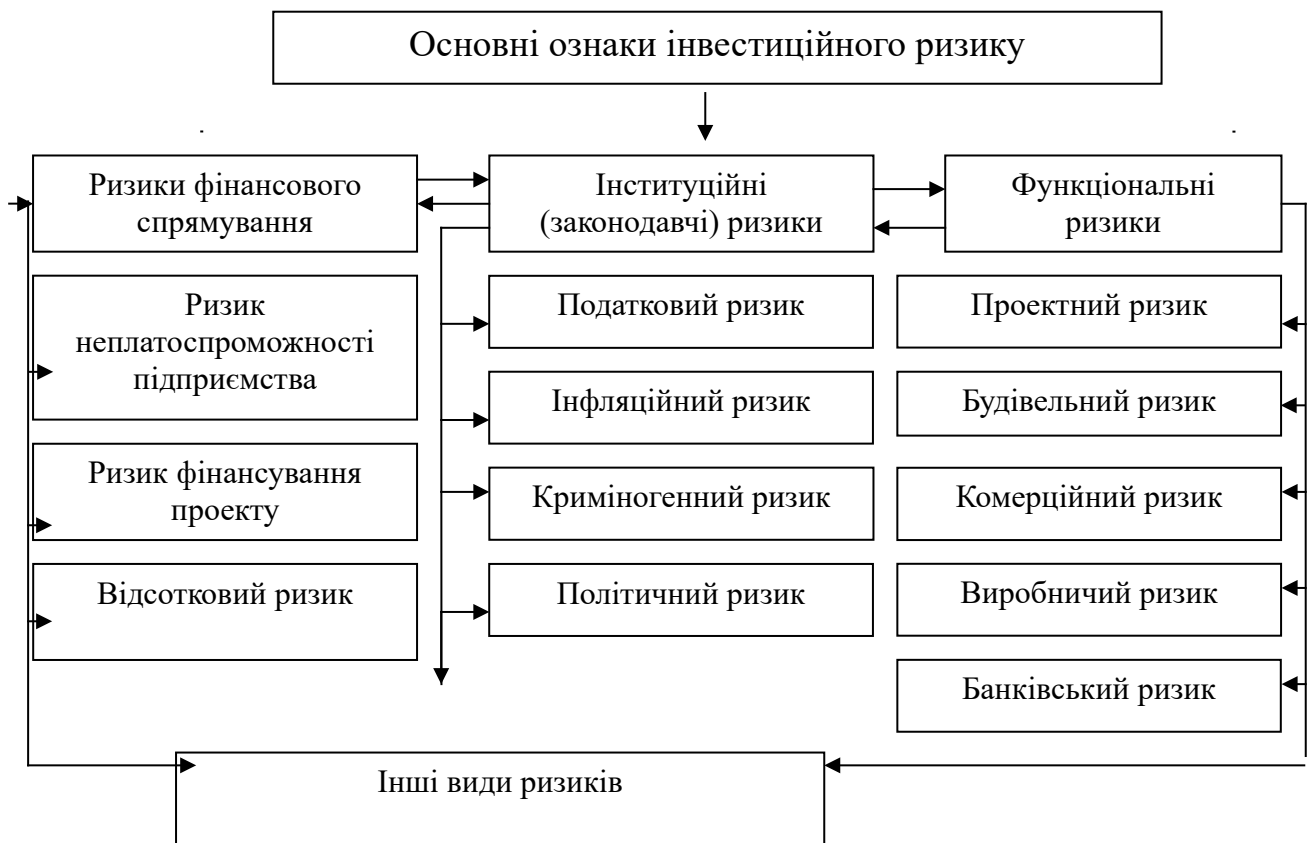 Основні ознаки інвестиційного ризику
Ризики фінансового
спрямування
Інституційні
(законодавчі) ризики
Функціональні
ризики
Ризик
неплатоспроможності
підприємства
Податковий ризик
Проектний ризик
Інфляційний ризик
Будівельний ризик
Ризик фінансування
проекту
Криміногенний ризик
Комерційний ризик
Відсотковий ризик
Політичний ризик
Виробничий ризик
Банківський ризик
Інші види ризиків